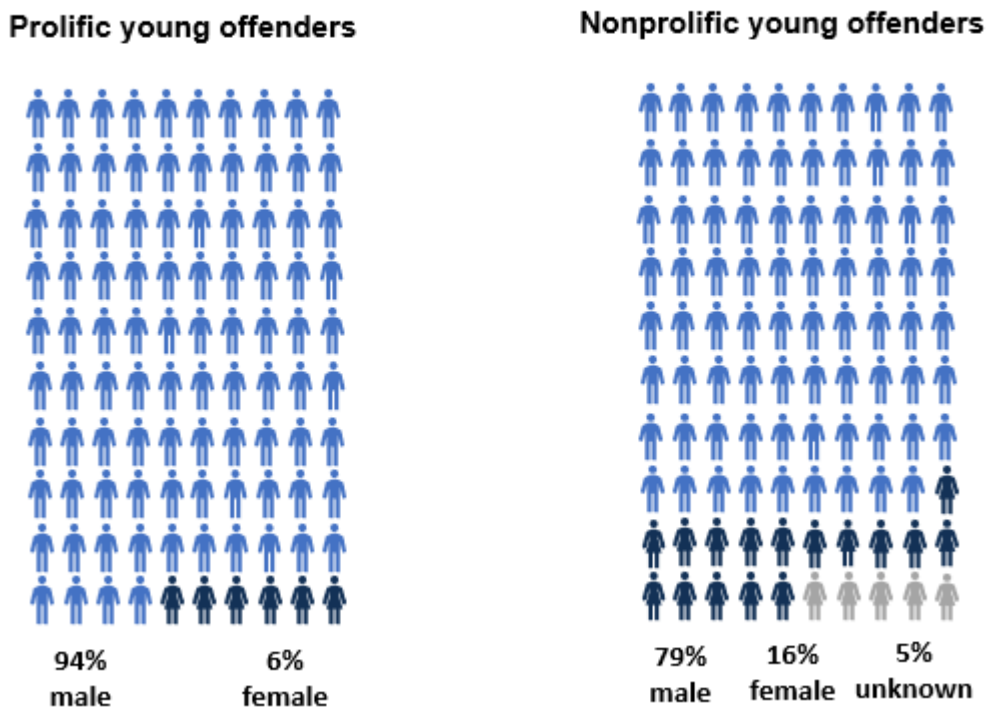 Prolific young offenders
94%
male
6%
female
Nonprolific young offenders
79%
male
16%
female
5%
unknown